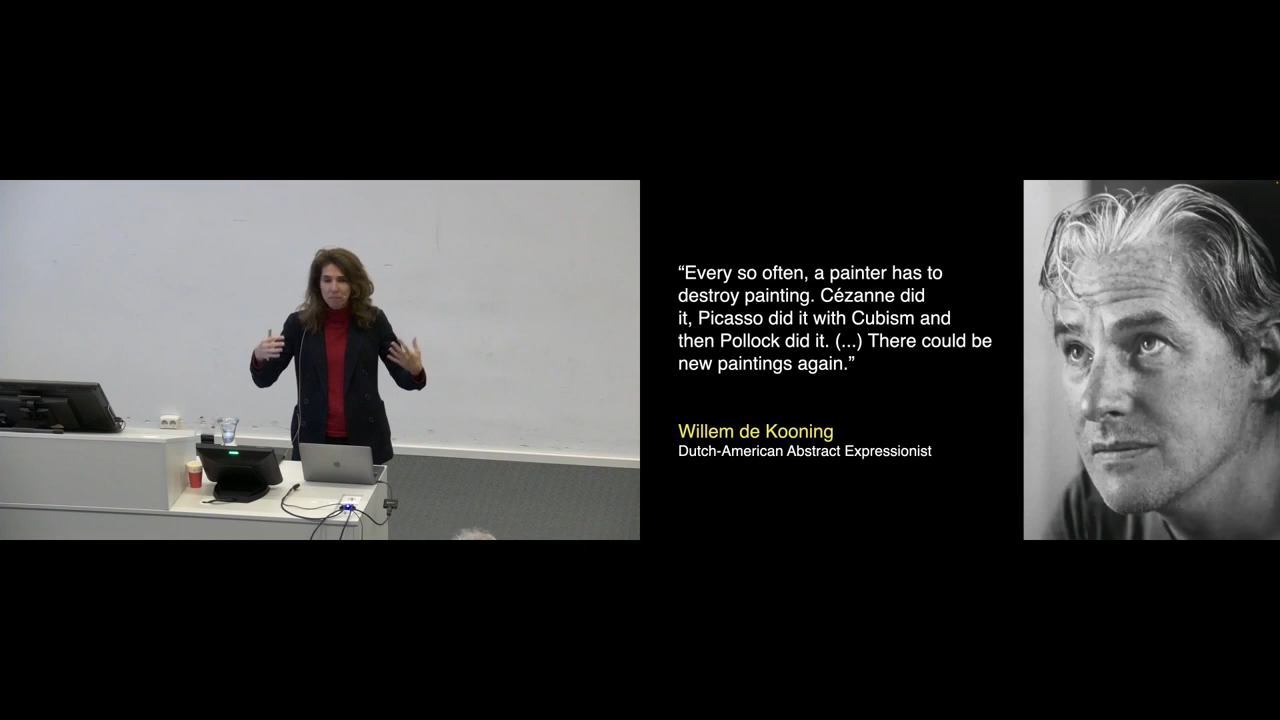 “Every so often, a painter has to
destroy painting. Cézanne did
it, Picasso did it with Cubism and
then Pollock did it. (...) There could be
new paintings again.”
Willem de Kooning
Dutch-American Abstract Expressionist